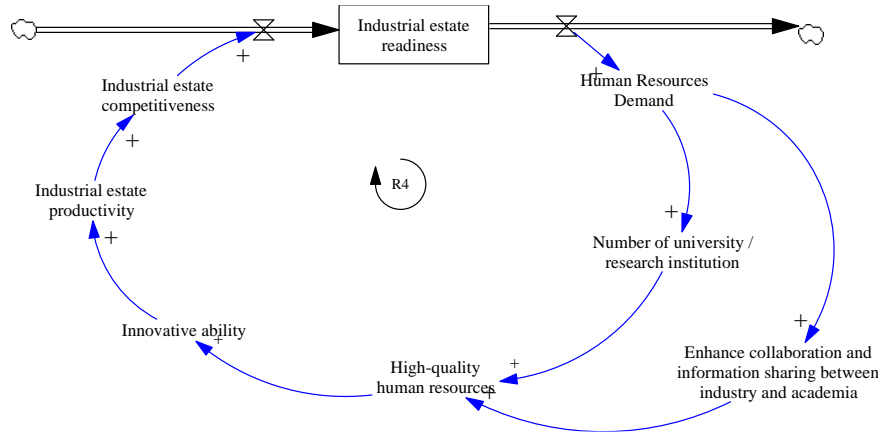 Industrial estate
readiness
+
+
Human Resources
Demand
Industrial estate
competitiveness
+
R4
Industrial estate
productivity
+
+
Number of university /
research institution
+
Innovative ability
+
+
High-quality
human resources
+
+
Enhance collaboration and
information sharing between
industry and academia